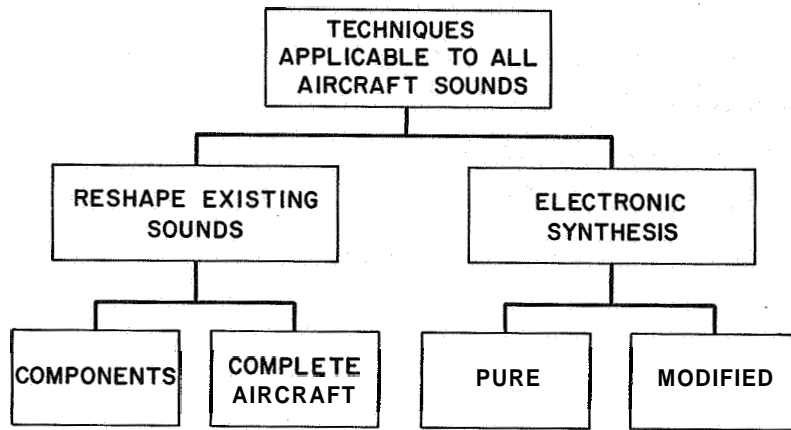 TECHNIQUES
APPLICABLE TO ALL
AIRCRAFT SOUNDS
RESHAPE EXISTING
SOUNDS
ELECTRONIC
SYNTHESIS
COMPONENTS
COMPLETE
AIRCRAFT
PURE
MODIFIED